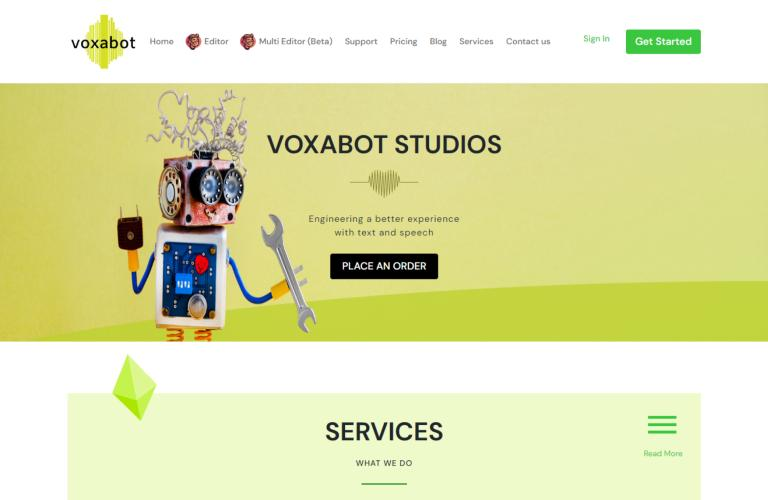 voxabot
Home
Editor
Multi Editor (Beta)
Support
Pricing
Blog
Services
Contact us
Sign In
Get Started
VOXABOT STUDIOS
Engineering a better experience
with text and speech
PLACE AN ORDER
SERVICES
WHAT WE DO
Read More